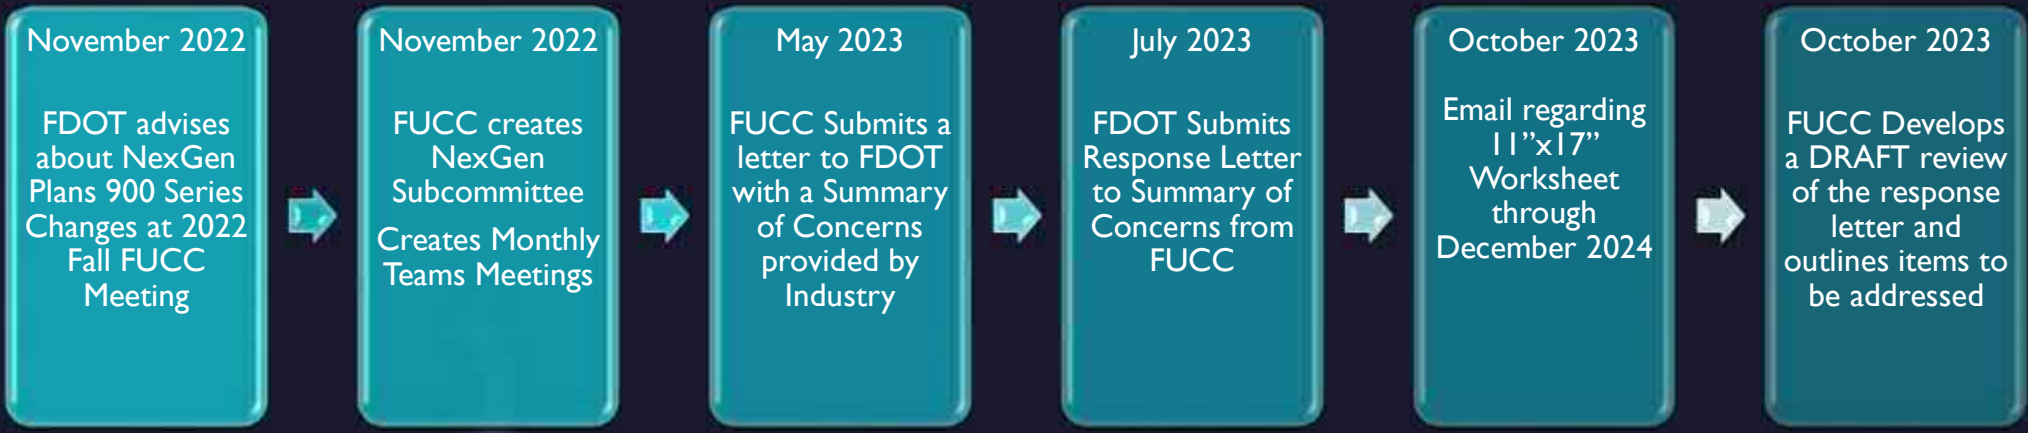 November 2022
FDOT advises
about NexGen
Plans 900 Series
Changes at 2022
Fall FUCC
Meeting
November 2022
FUCC creates
NexGen
Subcommittee
Creates Monthly
Teams Meetings
May 2023
FUCC Submits a
letter to FDOT
with a Summary
of Concerns
provided by
Industry
July 2023
FDOT Submits
Response Letter
to Summary of
Concerns from
FUCC
October 2023
Email regarding
11”x17”
Worksheet
through
December 2024
October 2023
FUCC Develops
a DRAFT review
of the response
letter and
outlines items to
be addressed